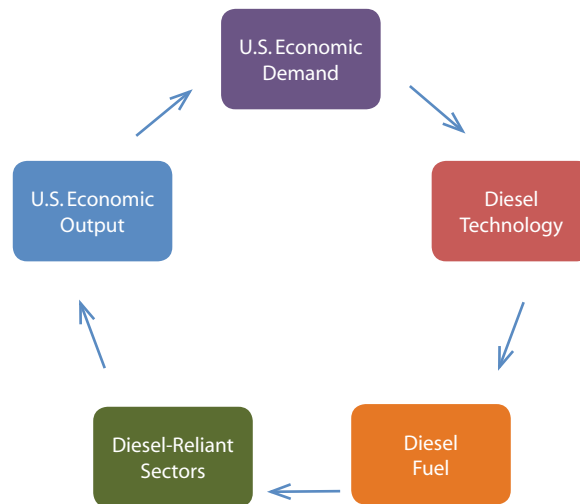 U.S. Economic
Demand
Diesel
Technology
Diesel
Fuel
Diesel-Reliant
Sectors
U.S. Economic
Output